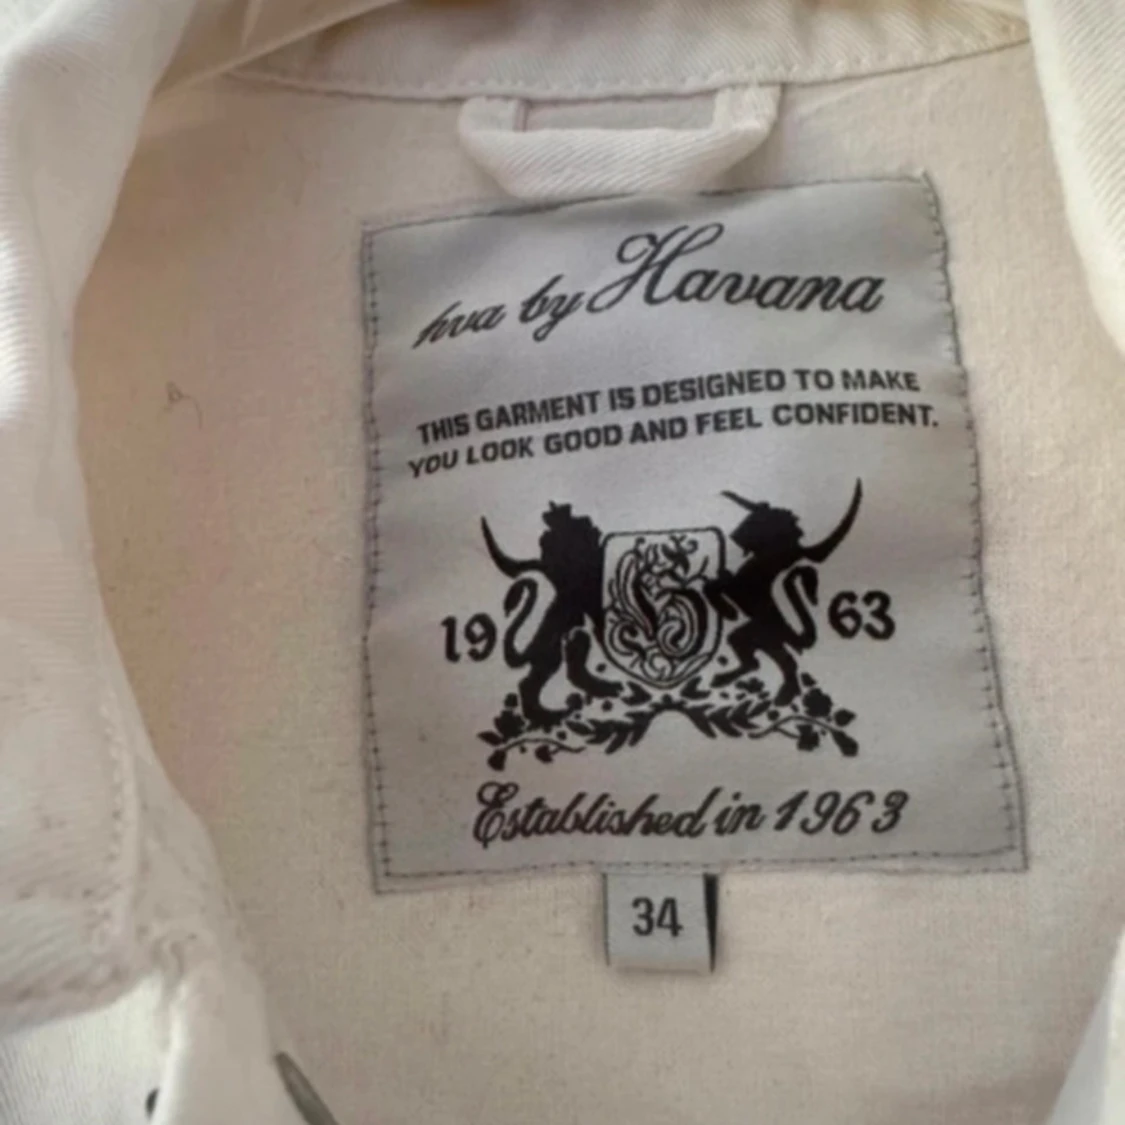 hva by Havana
THIS GARMENT IS DESIGNED TO MAKE
YOU LOOK GOOD AND FEEL CONFIDENT.
19 H 63
Established in 1963
34